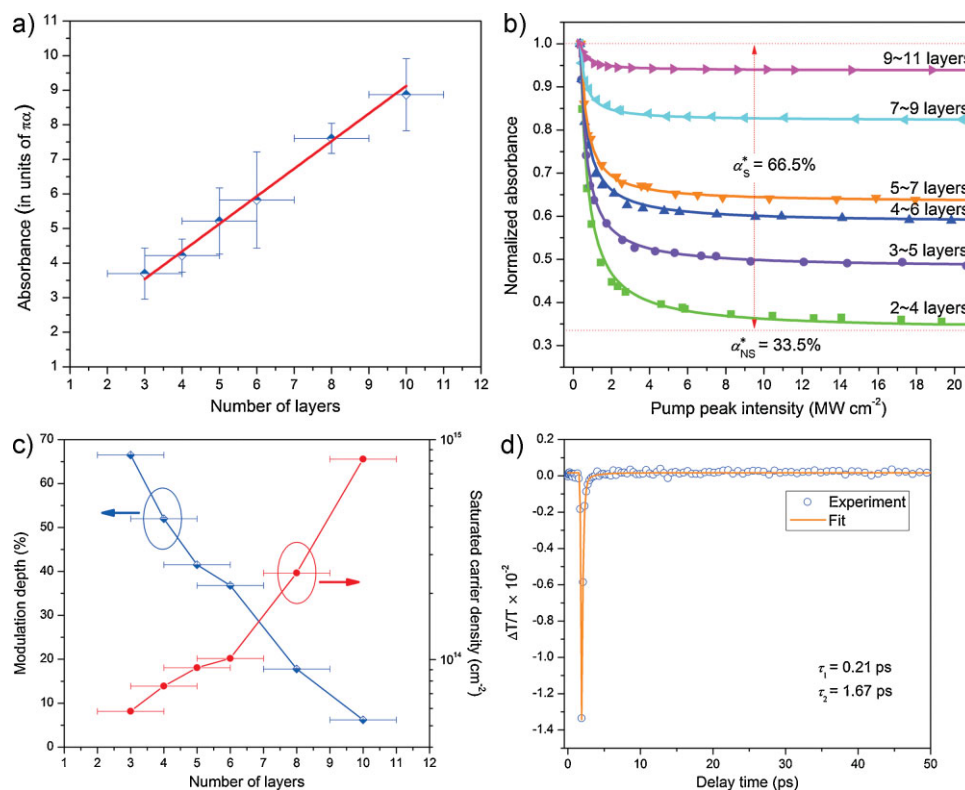 a)
Absorbance (in units of πα)
11
10
9
8
7
6
5
4
3
2
1
1 2 3 4 5 6 7 8 9 10 11 12
Number of layers
b)
Normalized absorbance
1.0
0.9
0.8
0.7
0.6
0.5
0.4
0.3
9~11 layers
7~9 layers
α*S = 66.5%
5~7 layers
4~6 layers
3~5 layers
2~4 layers
α*NS = 33.5%
0 2 4 6 8 10 12 14 16 18 20
Pump peak intensity (MW cm-2)
c)
Modulation depth (%)
70
60
50
40
30
20
10
0
10^15
10^14
Saturated carrier density (cm-2)
1 2 3 4 5 6 7 8 9 10 11 12
Number of layers
d)
ΔT/T × 10-2
0.2
0.0
-0.2
-0.4
-0.6
-0.8
-1.0
-1.2
-1.4
Experiment
Fit
τ1 = 0.21 ps
τ2 = 1.67 ps
0 10 20 30 40 50
Delay time (ps)